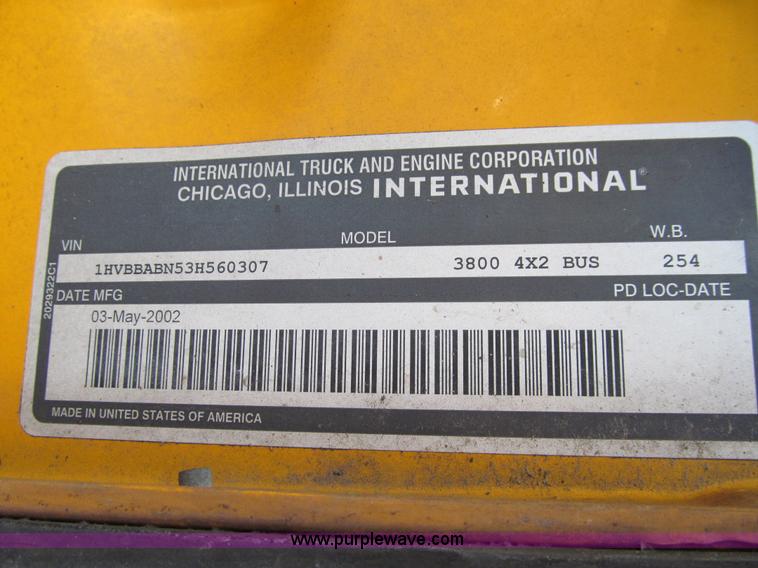 INTERNATIONAL TRUCK AND ENGINE CORPORATION
CHICAGO, ILLINOIS INTERNATIONAL®
VIN MODEL W.B.
1HVBBABN53H560307 3800 4X2 BUS 254
DATE MFG PD LOC-DATE
03-May-2002
MADE IN UNITED STATES OF AMERICA
2029322C1
www.purplewave.com